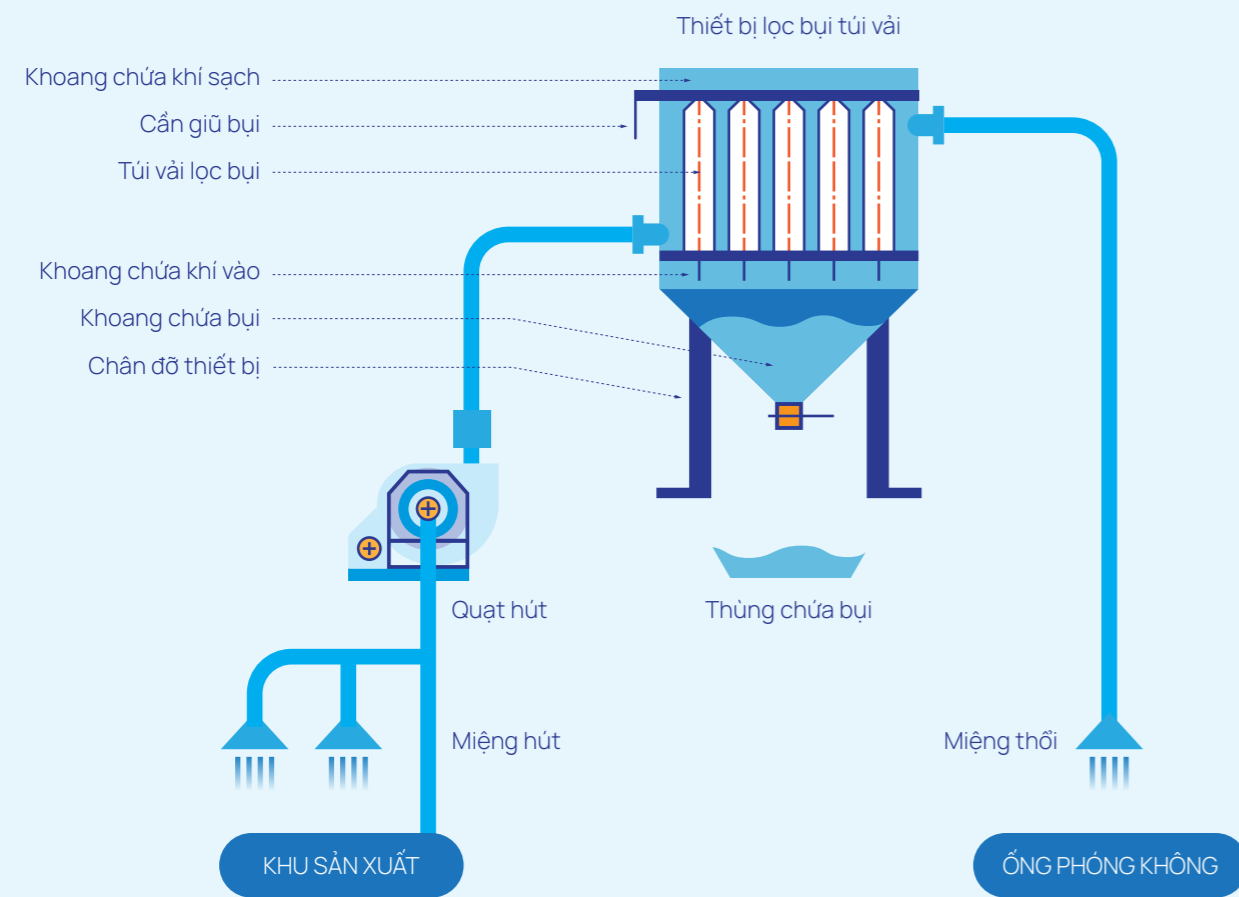 Thiết bị lọc bụi túi vải
Khoang chứa khí sạch
Cần giũ bụi
Túi vải lọc bụi
Khoang chứa khí vào
Khoang chứa bụi
Chân đỡ thiết bị
Quạt hút
Thùng chứa bụi
Miệng hút
Miệng thổi
KHU SẢN XUẤT
ỐNG PHÓNG KHÔNG